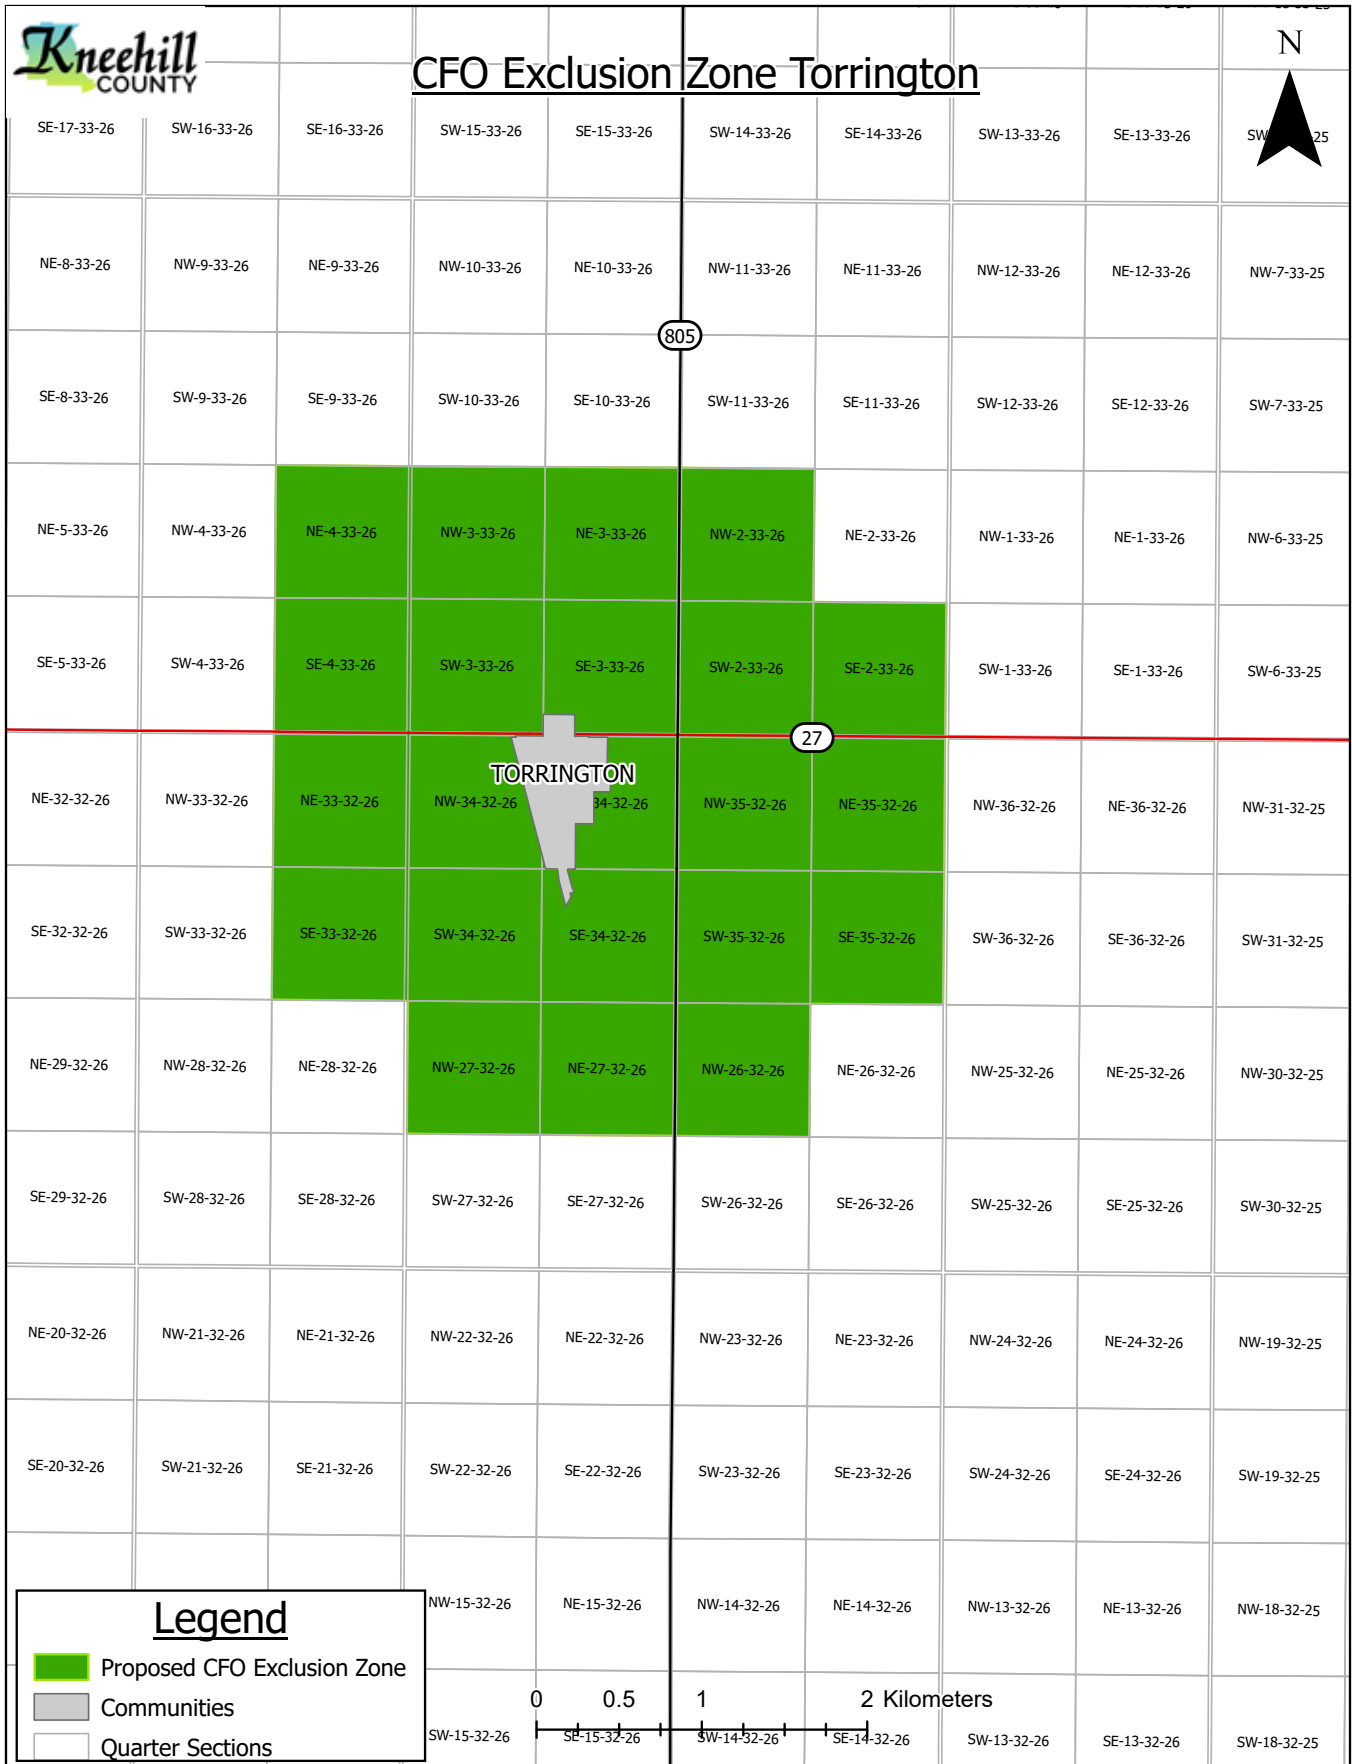 Kneehill
COUNTY
CFO Exclusion Zone Torrington
N
SE-17-33-26 SW-16-33-26 SE-16-33-26 SW-15-33-26 SE-15-33-26 SW-14-33-26 SE-14-33-26 SW-13-33-26 SE-13-33-26 SW 25
NE-8-33-26 NW-9-33-26 NE-9-33-26 NW-10-33-26 NE-10-33-26 NW-11-33-26 NE-11-33-26 NW-12-33-26 NE-12-33-26 NW-7-33-25
805
SE-8-33-26 SW-9-33-26 SE-9-33-26 SW-10-33-26 SE-10-33-26 SW-11-33-26 SE-11-33-26 SW-12-33-26 SE-12-33-26 SW-7-33-25
NE-5-33-26 NW-4-33-26 NE-4-33-26 NW-3-33-26 NE-3-33-26 NW-2-33-26 NE-2-33-26 NW-1-33-26 NE-1-33-26 NW-6-33-25
SE-5-33-26 SW-4-33-26 SE-4-33-26 SW-3-33-26 SE-3-33-26 SW-2-33-26 SE-2-33-26 SW-1-33-26 SE-1-33-26 SW-6-33-25
27
TORRINGTON
NE-32-32-26 NW-33-32-26 NE-33-32-26 NW-34-32-26 34-32-26 NW-35-32-26 NE-35-32-26 NW-36-32-26 NE-36-32-26 NW-31-32-25
SE-32-32-26 SW-33-32-26 SE-33-32-26 SW-34-32-26 SE-34-32-26 SW-35-32-26 SE-35-32-26 SW-36-32-26 SE-36-32-26 SW-31-32-25
NE-29-32-26 NW-28-32-26 NE-28-32-26 NW-27-32-26 NE-27-32-26 NW-26-32-26 NE-26-32-26 NW-25-32-26 NE-25-32-26 NW-30-32-25
SE-29-32-26 SW-28-32-26 SE-28-32-26 SW-27-32-26 SE-27-32-26 SW-26-32-26 SE-26-32-26 SW-25-32-26 SE-25-32-26 SW-30-32-25
NE-20-32-26 NW-21-32-26 NE-21-32-26 NW-22-32-26 NE-22-32-26 NW-23-32-26 NE-23-32-26 NW-24-32-26 NE-24-32-26 NW-19-32-25
SE-20-32-26 SW-21-32-26 SE-21-32-26 SW-22-32-26 SE-22-32-26 SW-23-32-26 SE-23-32-26 SW-24-32-26 SE-24-32-26 SW-19-32-25
NW-15-32-26 NE-15-32-26 NW-14-32-26 NE-14-32-26 NW-13-32-26 NE-13-32-26 NW-18-32-25
Legend
Proposed CFO Exclusion Zone
Communities
Quarter Sections
0 0.5 1 2 Kilometers
SW-15-32-26 SE-15-32-26 SW-14-32-26 SE-14-32-26 SW-13-32-26 SE-13-32-26 SW-18-32-25